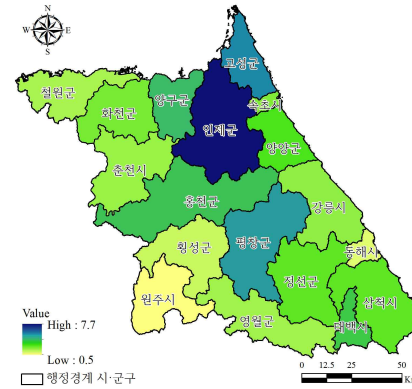 N
W E
S
고성군
철원군
양구군
속초시
화천군
인제군
양양군
춘천시
홍천군
강릉시
평창군
동해시
횡성군
정선군
삼척시
원주시
태백시
영월군
Value
High : 7.7
Low : 0.5
행정경계 시·군구
0 12.5 25 50
K